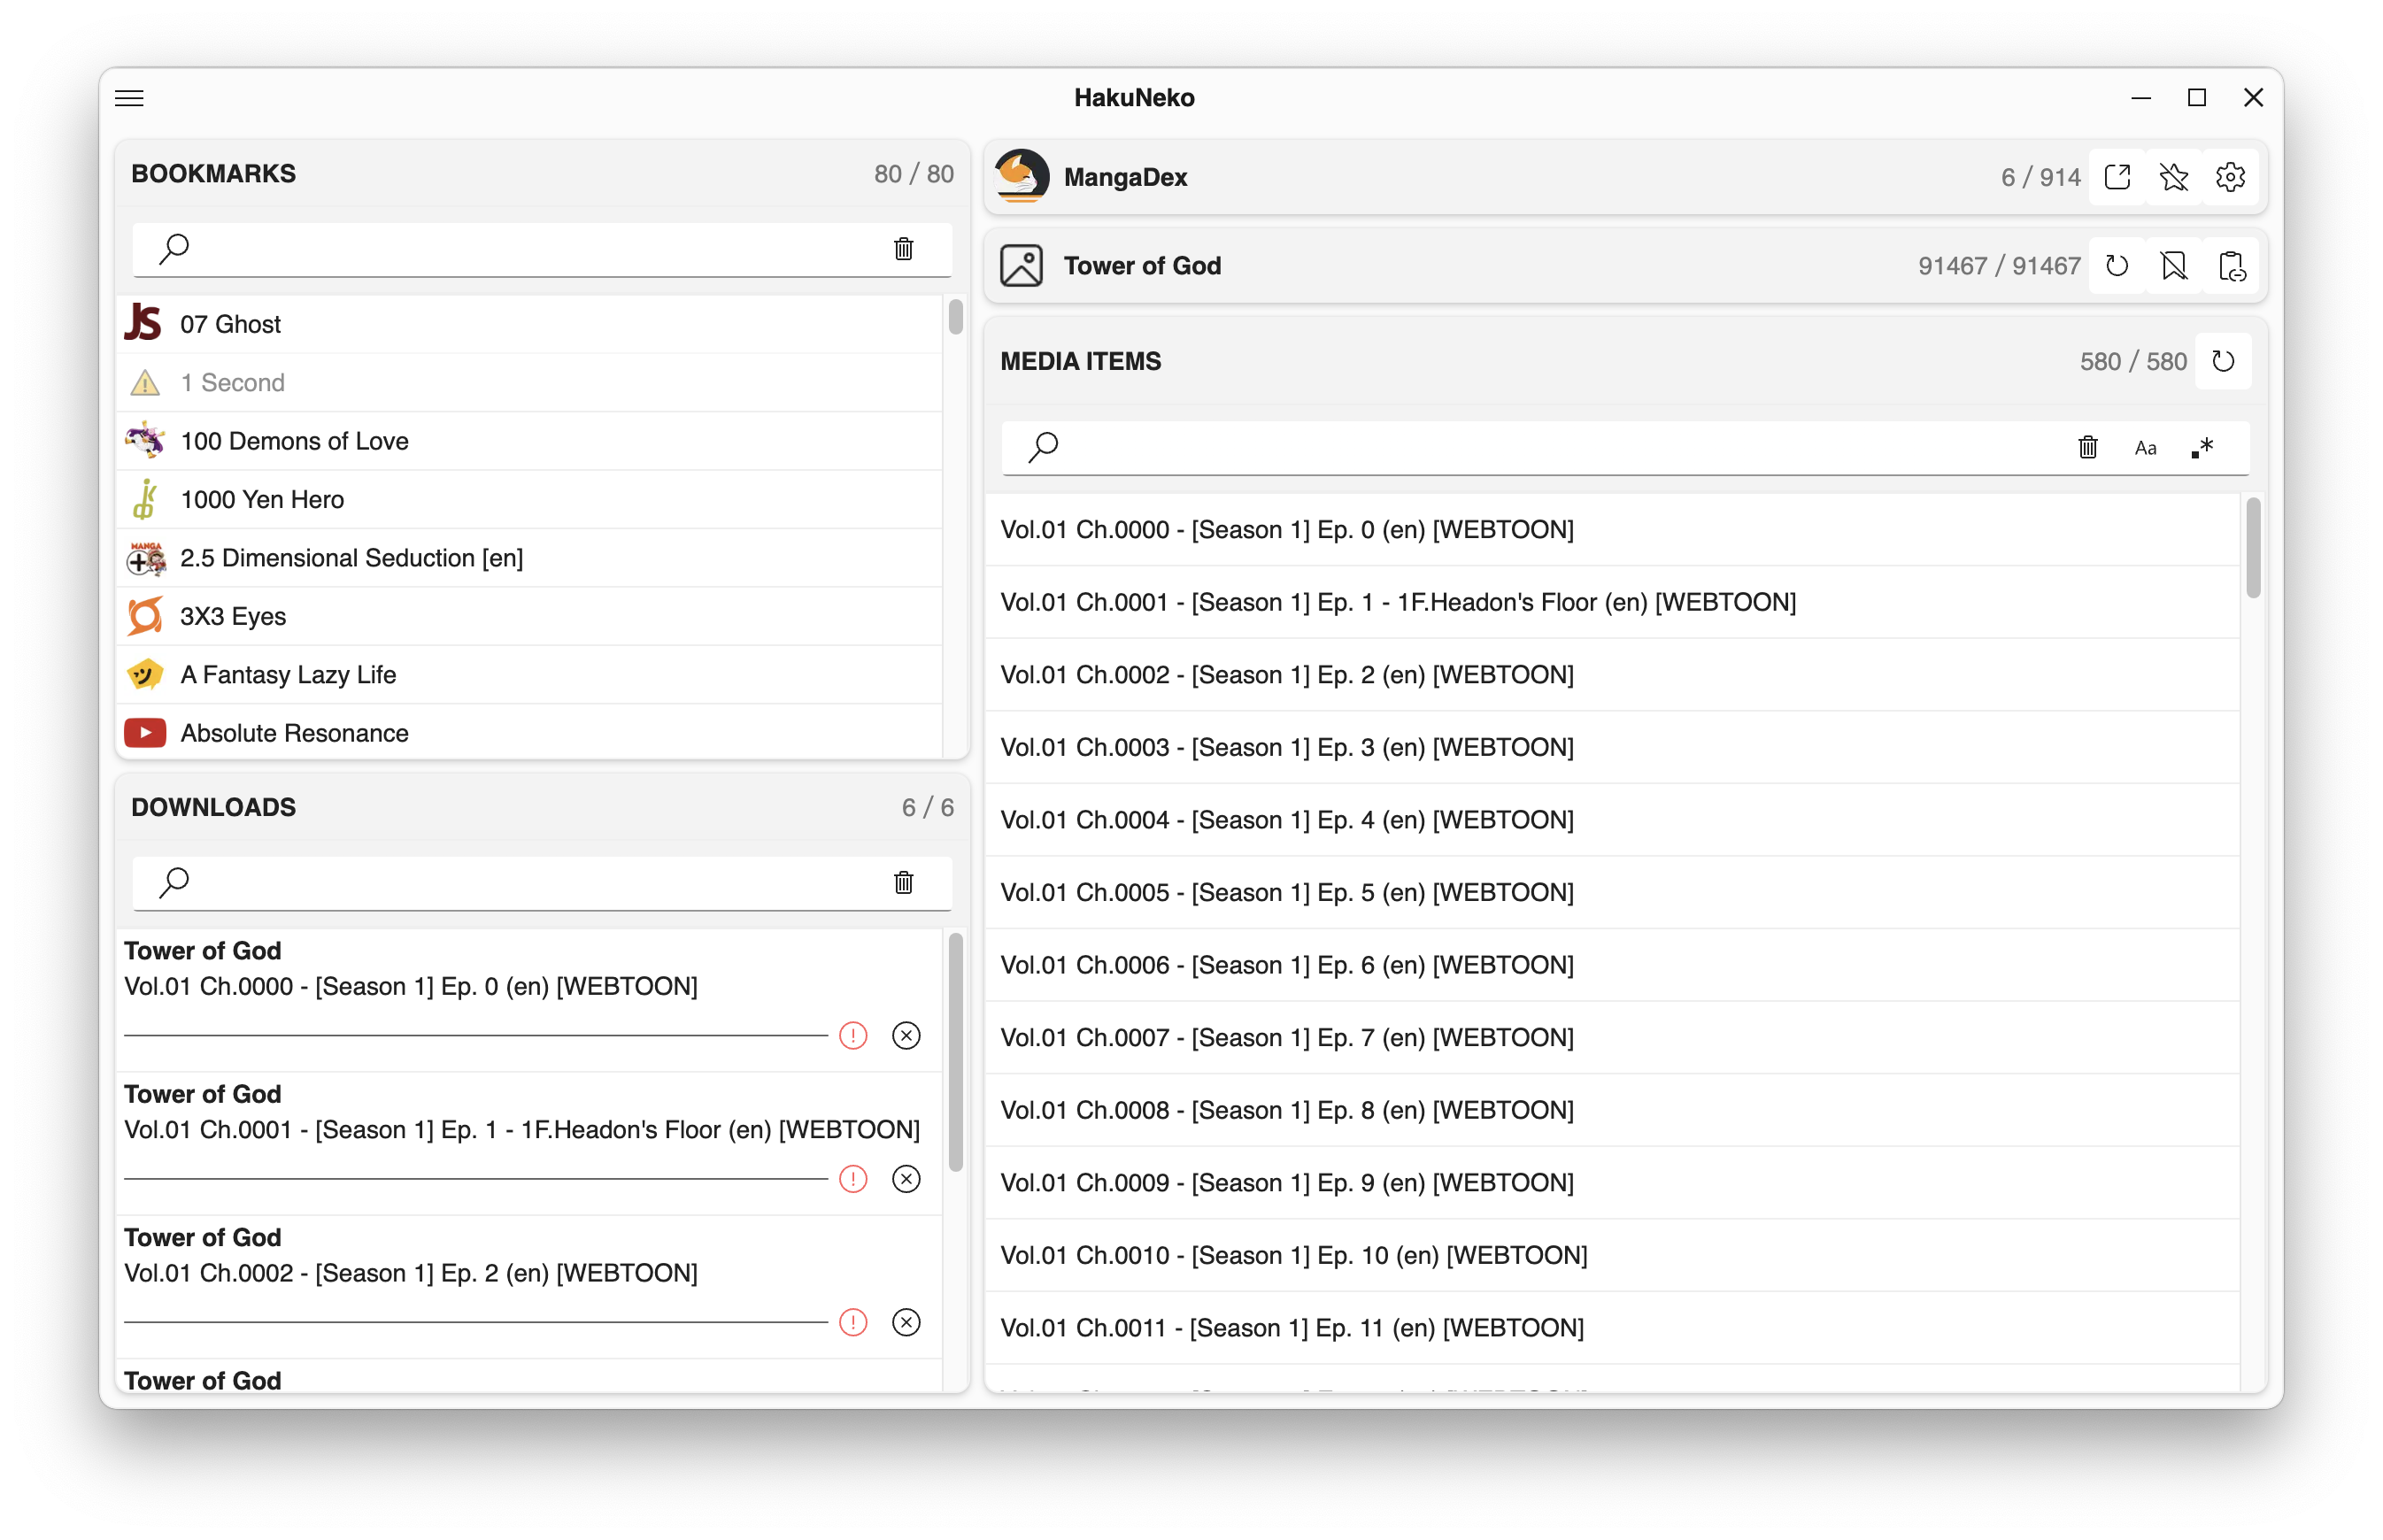 HakuNeko
BOOKMARKS
80 / 80
07 Ghost
1 Second
100 Demons of Love
1000 Yen Hero
2.5 Dimensional Seduction [en]
3X3 Eyes
A Fantasy Lazy Life
Absolute Resonance
DOWNLOADS
6 / 6
Tower of God
Vol.01 Ch.0000 - [Season 1] Ep. 0 (en) [WEBTOON]
Tower of God
Vol.01 Ch.0001 - [Season 1] Ep. 1 - 1F.Headon's Floor (en) [WEBTOON]
Tower of God
Vol.01 Ch.0002 - [Season 1] Ep. 2 (en) [WEBTOON]
Tower of God
MangaDex
6 / 914
Tower of God
91467 / 91467
MEDIA ITEMS
580 / 580
Aa
Vol.01 Ch.0000 - [Season 1] Ep. 0 (en) [WEBTOON]
Vol.01 Ch.0001 - [Season 1] Ep. 1 - 1F.Headon's Floor (en) [WEBTOON]
Vol.01 Ch.0002 - [Season 1] Ep. 2 (en) [WEBTOON]
Vol.01 Ch.0003 - [Season 1] Ep. 3 (en) [WEBTOON]
Vol.01 Ch.0004 - [Season 1] Ep. 4 (en) [WEBTOON]
Vol.01 Ch.0005 - [Season 1] Ep. 5 (en) [WEBTOON]
Vol.01 Ch.0006 - [Season 1] Ep. 6 (en) [WEBTOON]
Vol.01 Ch.0007 - [Season 1] Ep. 7 (en) [WEBTOON]
Vol.01 Ch.0008 - [Season 1] Ep. 8 (en) [WEBTOON]
Vol.01 Ch.0009 - [Season 1] Ep. 9 (en) [WEBTOON]
Vol.01 Ch.0010 - [Season 1] Ep. 10 (en) [WEBTOON]
Vol.01 Ch.0011 - [Season 1] Ep. 11 (en) [WEBTOON]